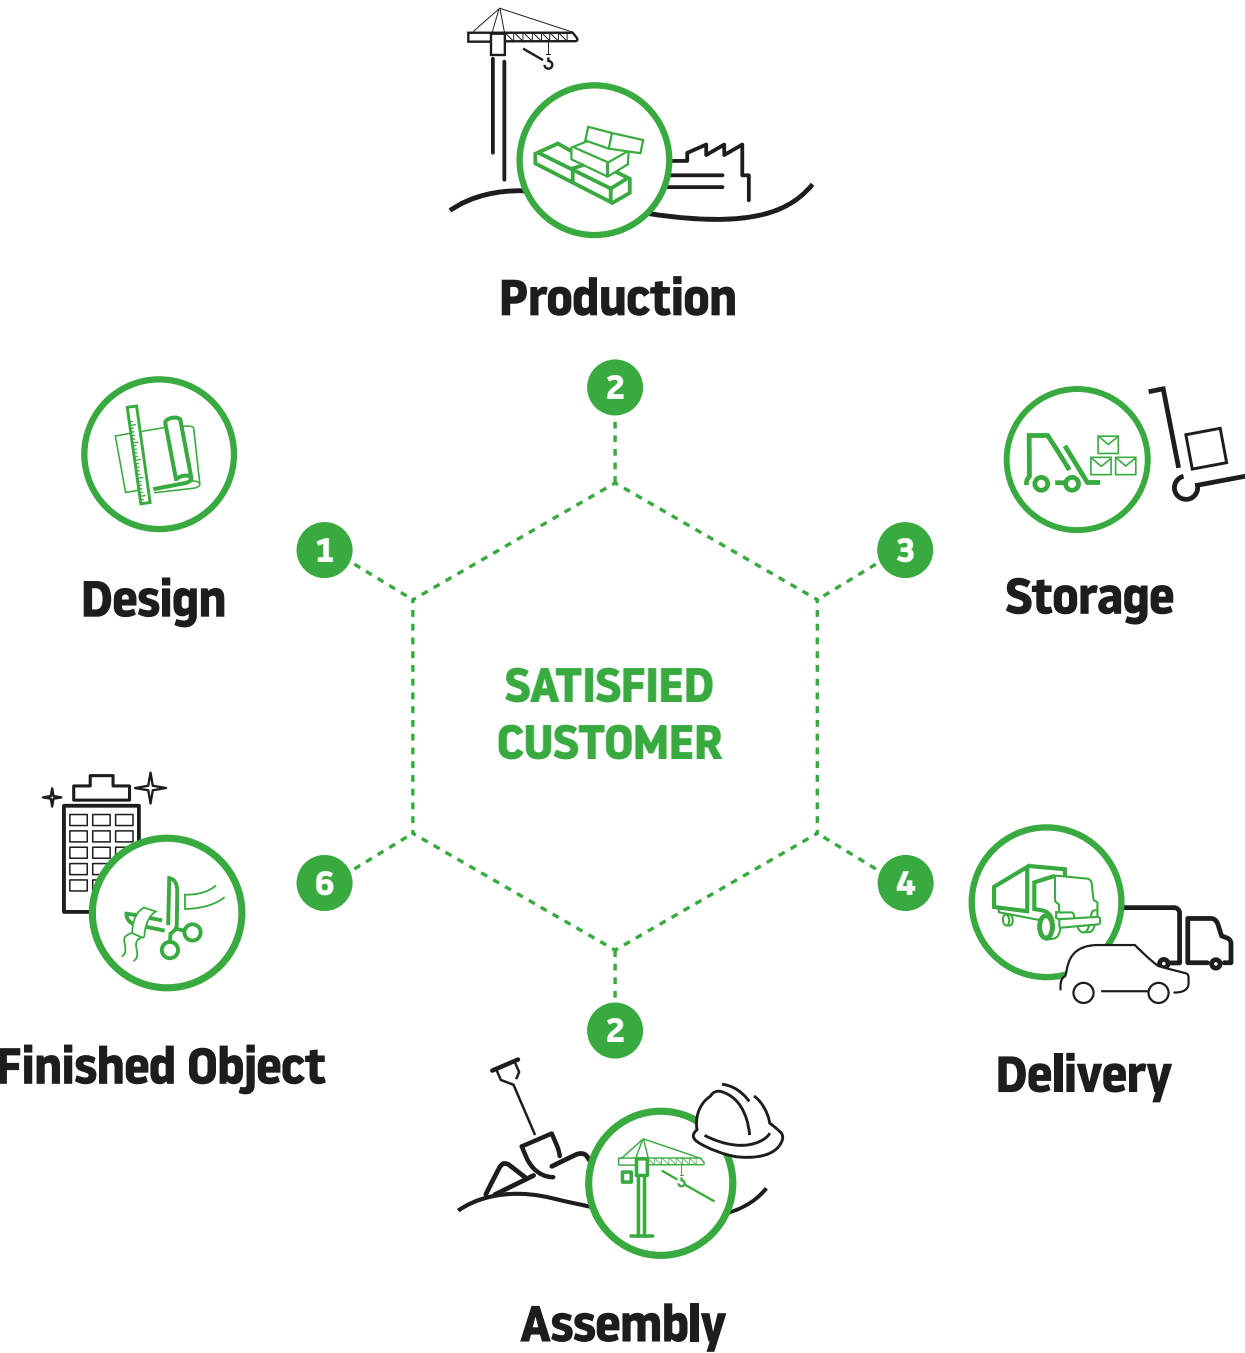 Production
2
Design
1
3
Storage
SATISFIED
CUSTOMER
6
4
Finished Object
2
Delivery
Assembly